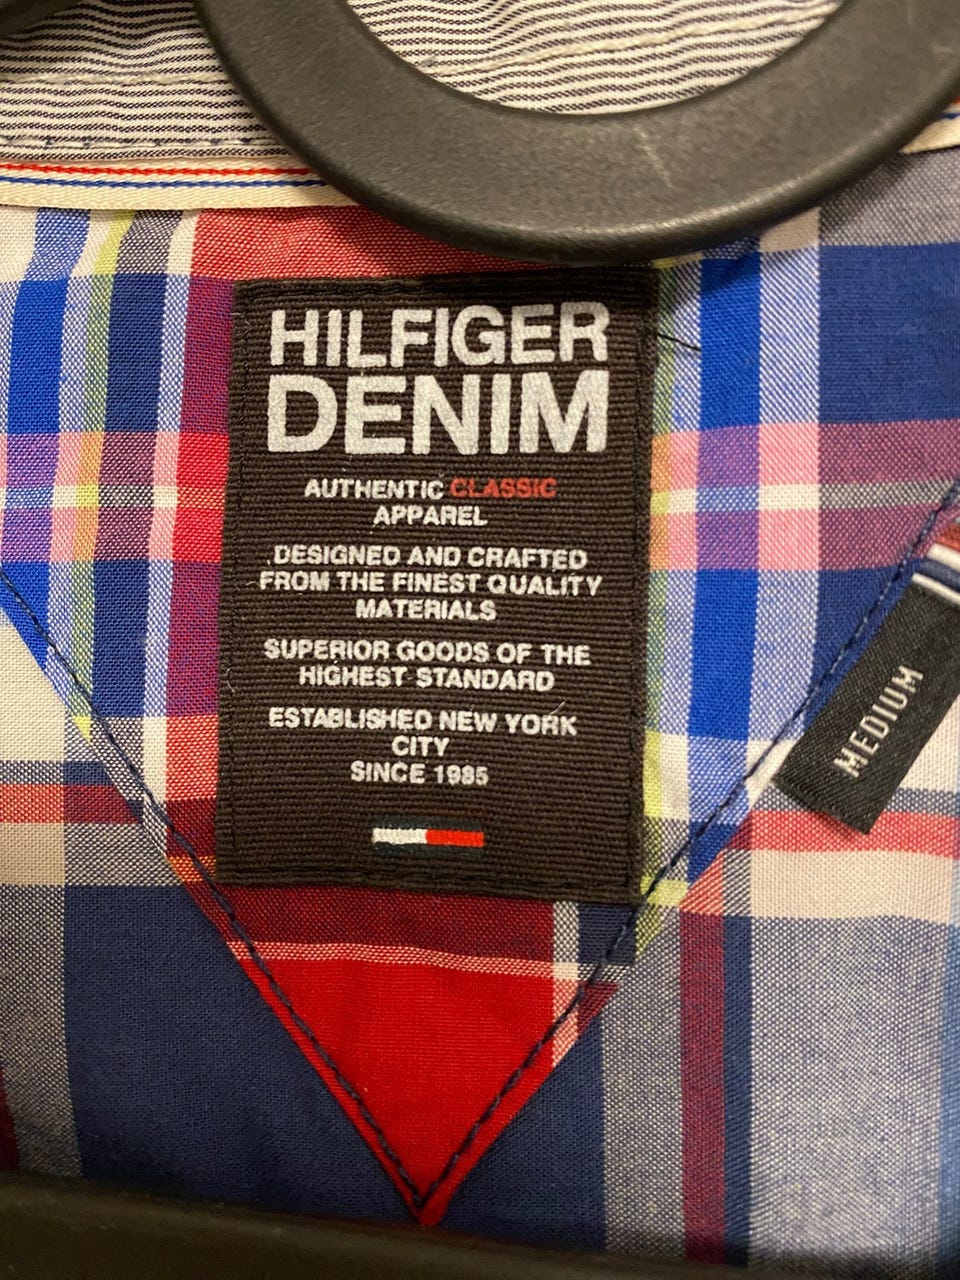 HILFIGER
DENIM
AUTHENTIC CLASSIC
APPAREL
DESIGNED AND CRAFTED
FROM THE FINEST QUALITY
MATERIALS
SUPERIOR GOODS OF THE
HIGHEST STANDARD
ESTABLISHED NEW YORK
CITY
SINCE 1985
MEDIUM